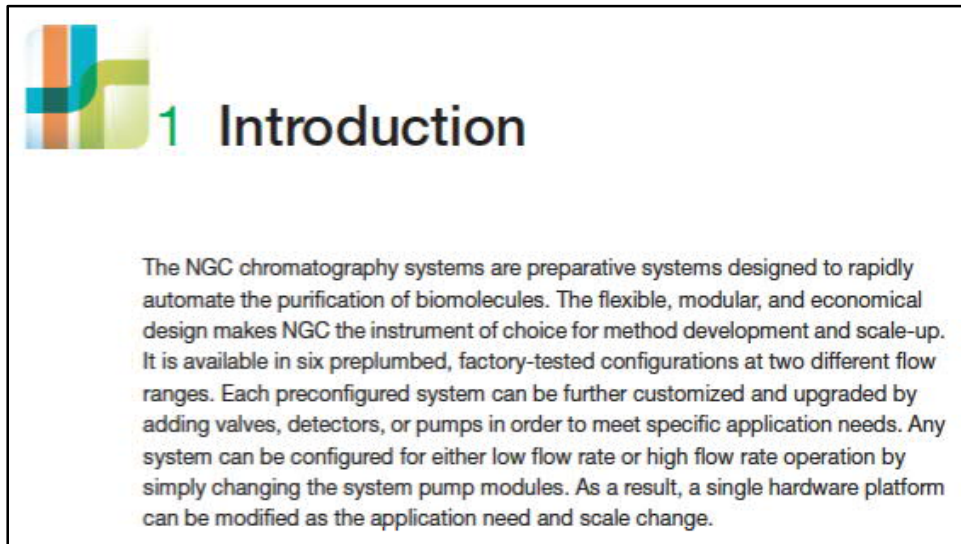 1 Introduction
The NGC chromatography systems are preparative systems designed to rapidly
automate the purification of biomolecules. The flexible, modular, and economical
design makes NGC the instrument of choice for method development and scale-up.
It is available in six preplumbed, factory-tested configurations at two different flow
ranges. Each preconfigured system can be further customized and upgraded by
adding valves, detectors, or pumps in order to meet specific application needs. Any
system can be configured for either low flow rate or high flow rate operation by
simply changing the system pump modules. As a result, a single hardware platform
can be modified as the application need and scale change.